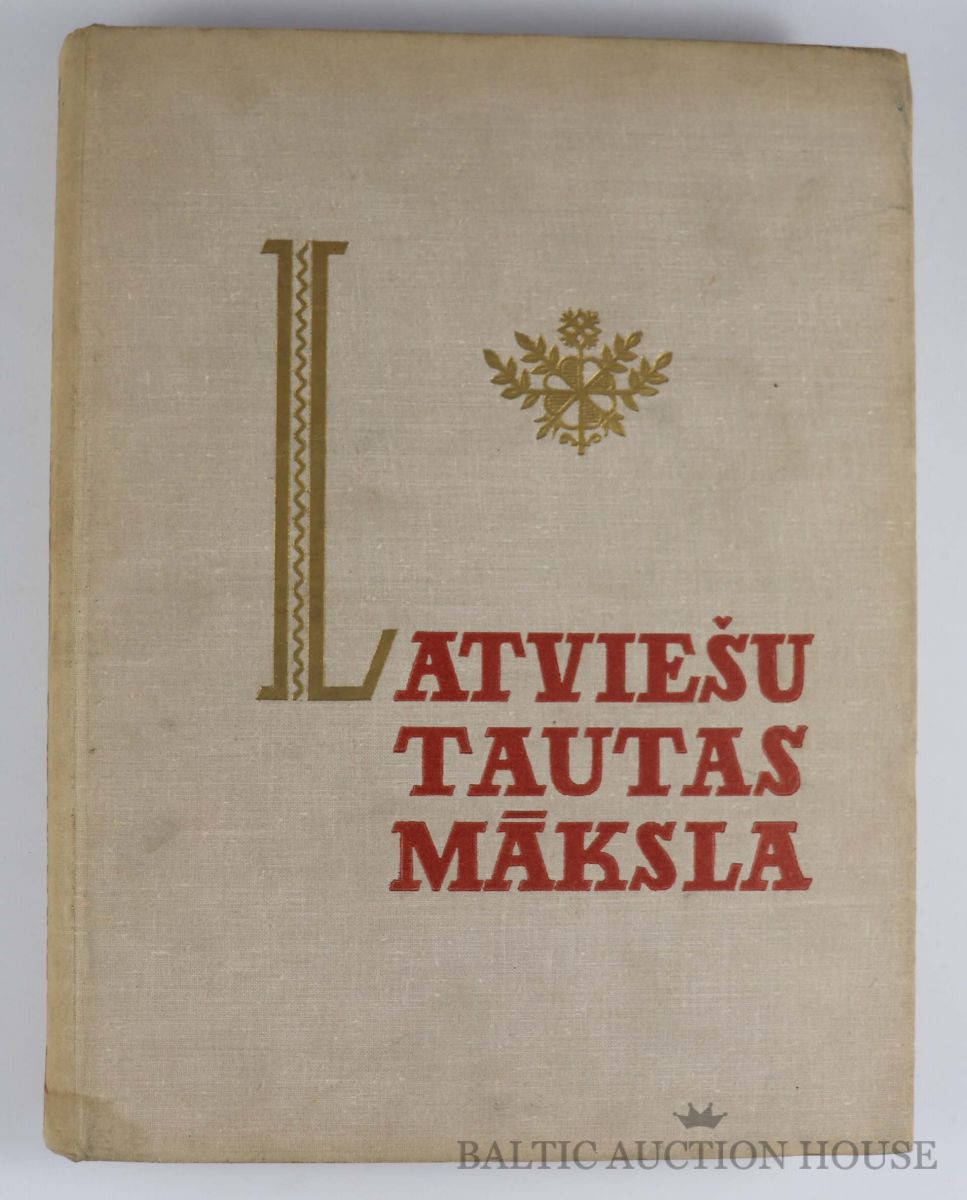 LATVIEŠU
TAUTAS
MĀKSLA
BALTIC AUCTION HOUSE